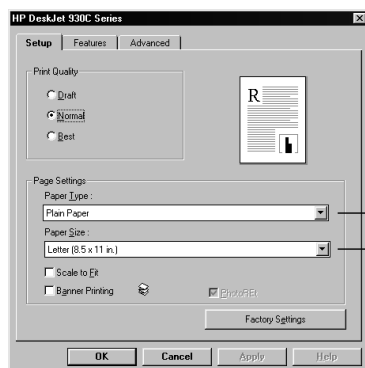 HP DeskJet 930C Series
Setup Features Advanced
Print Quality
Draft
Normal
Best
R
Page Settings
Paper Type :
Plain Paper
Paper Size :
Letter (8.5 x 11 in.)
Scale to Fit
Banner Printing PhotoREt
Factory Settings
OK Cancel Apply Help